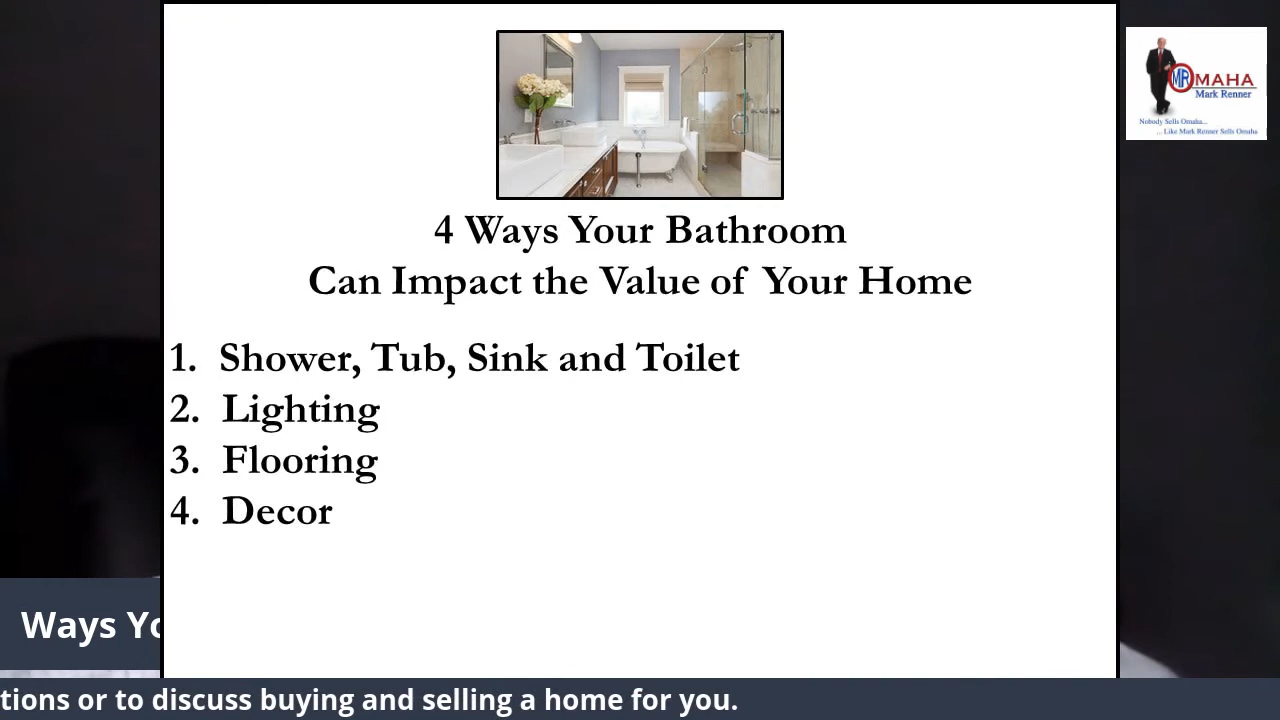 MR OMAHA
Mark Renner
Nobody Sells Omaha...
... Like Mark Renner Sells Omaha
4 Ways Your Bathroom
Can Impact the Value of Your Home
1. Shower, Tub, Sink and Toilet
2. Lighting
3. Flooring
4. Decor
Ways Yo
tions or to discuss buying and selling a home for you.